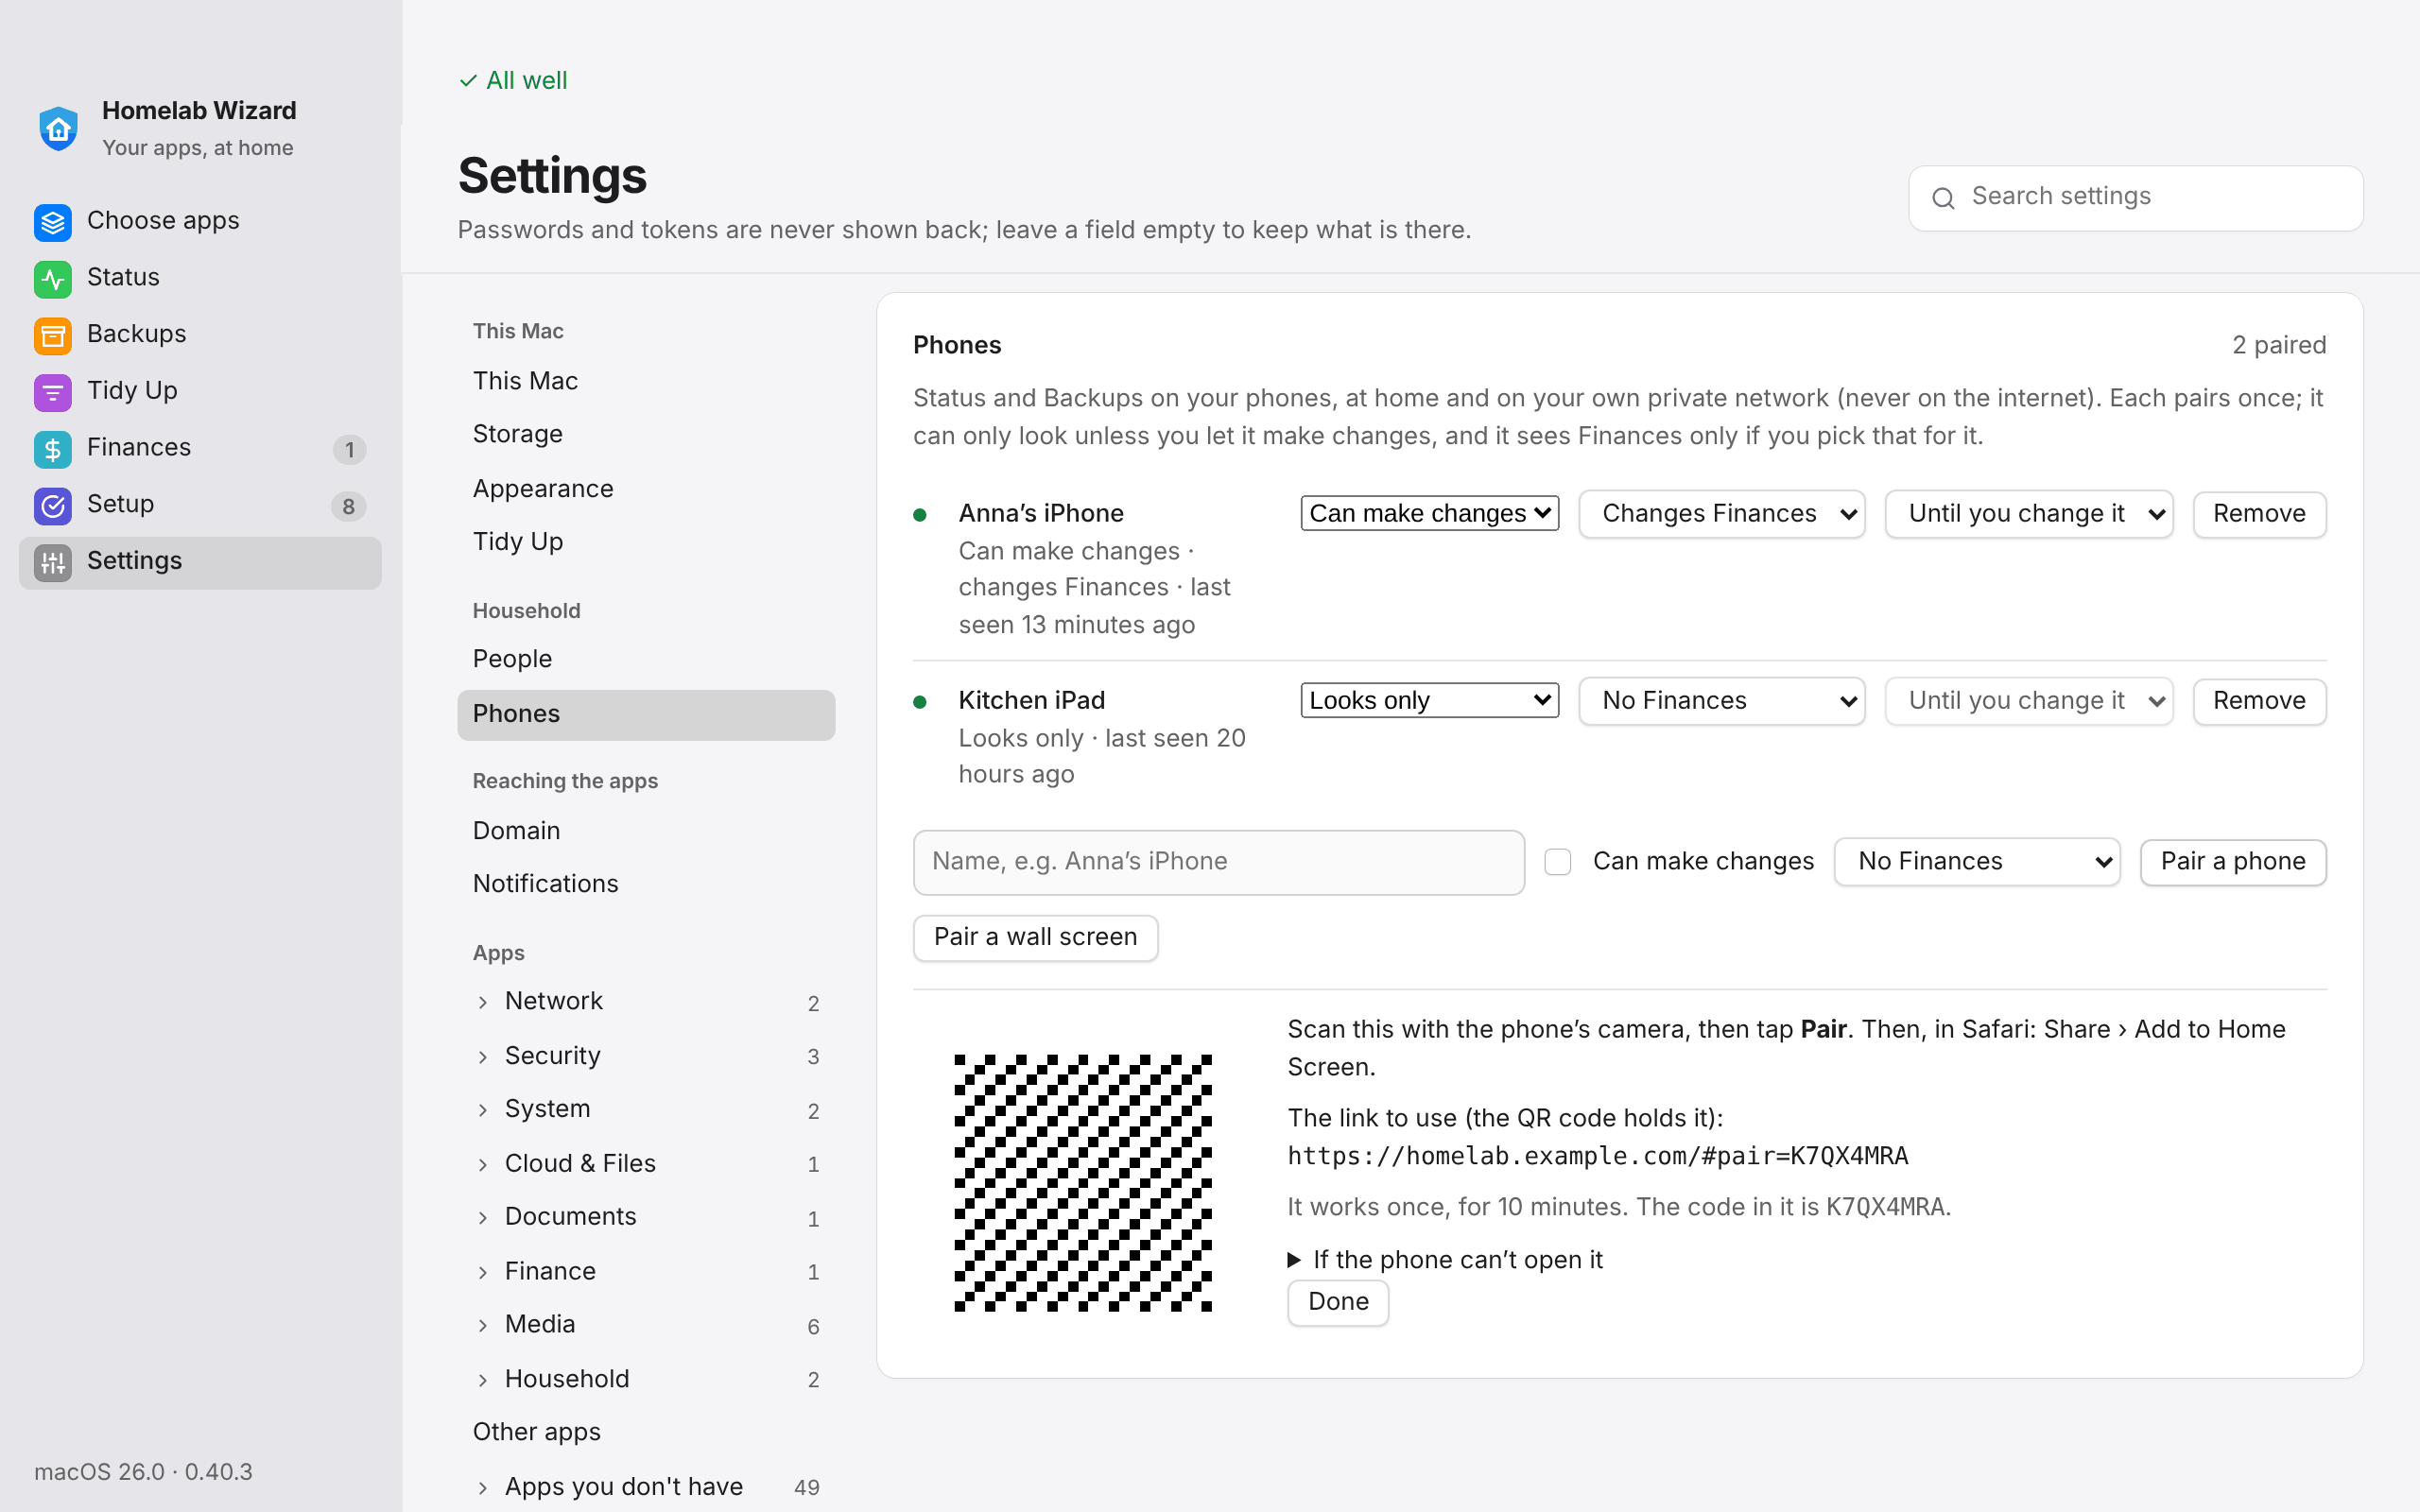 Homelab Wizard
Your apps, at home
Choose apps
Status
Backups
Tidy Up
Finances 1
Setup 8
Settings
macOS 26.0 · 0.40.3
All well
Settings
Passwords and tokens are never shown back; leave a field empty to keep what is there.
Search settings
This Mac
This Mac
Storage
Appearance
Tidy Up
Household
People
Phones
Reaching the apps
Domain
Notifications
Apps
Network 2
Security 3
System 2
Cloud & Files 1
Documents 1
Finance 1
Media 6
Household 2
Other apps
Apps you don't have 49
Phones 2 paired
Status and Backups on your phones, at home and on your own private network (never on the internet). Each pairs once; it
can only look unless you let it make changes, and it sees Finances only if you pick that for it.
Anna’s iPhone Can make changes Changes Finances Until you change it Remove
Can make changes ·
changes Finances · last
seen 13 minutes ago
Kitchen iPad Looks only No Finances Until you change it Remove
Looks only · last seen 20
hours ago
Name, e.g. Anna’s iPhone Can make changes No Finances Pair a phone
Pair a wall screen
Scan this with the phone’s camera, then tap Pair. Then, in Safari: Share › Add to Home
Screen.
The link to use (the QR code holds it):
https://homelab.example.com/#pair=K7QX4MRA
It works once, for 10 minutes. The code in it is K7QX4MRA.
If the phone can’t open it
Done